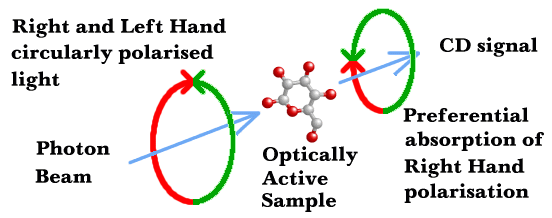 Right and Left Hand
circularly polarised
light
Photon
Beam
Optically
Active
Sample
CD signal
Preferential
absorption of
Right Hand
polarisation